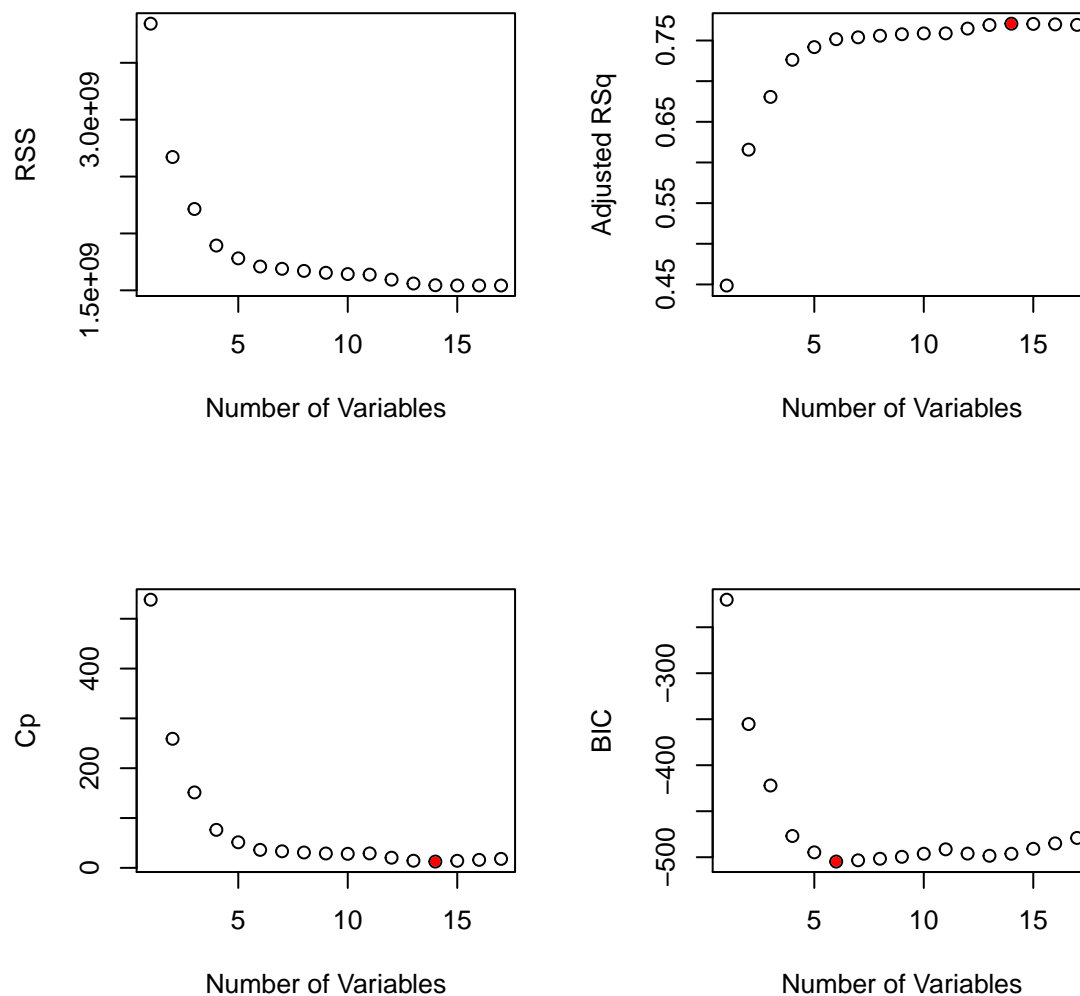 RSS
3.0e+09
1.5e+09
5 10 15
Number of Variables
Adjusted RSq
0.75
0.65
0.55
0.45
5 10 15
Number of Variables
Cp
400
200
0
5 10 15
Number of Variables
BIC
−300
−400
−500
5 10 15
Number of Variables